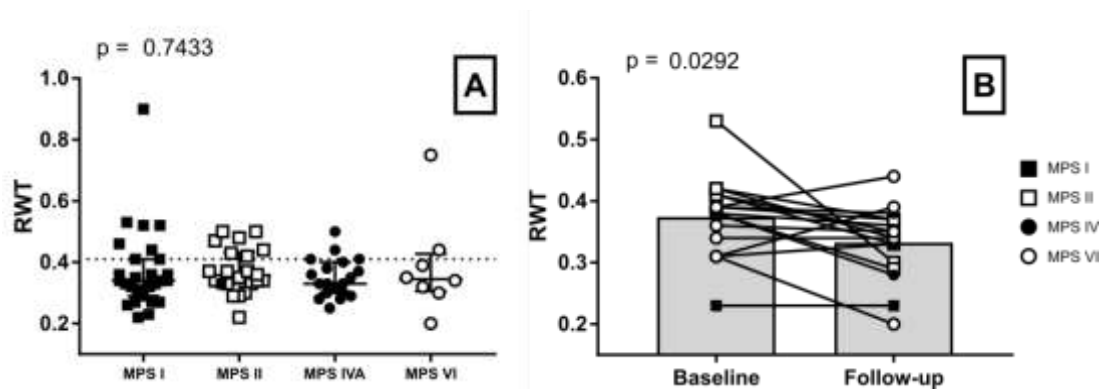 p = 0.7433
A
1.0
0.8
0.6
0.4
0.2
RWT
MPS I
MPS II
MPS IVA
MPS VI
p = 0.0292
B
0.6
0.5
0.4
0.3
0.2
RWT
Baseline
Follow-up
MPS I
MPS II
MPS IV
MPS VI